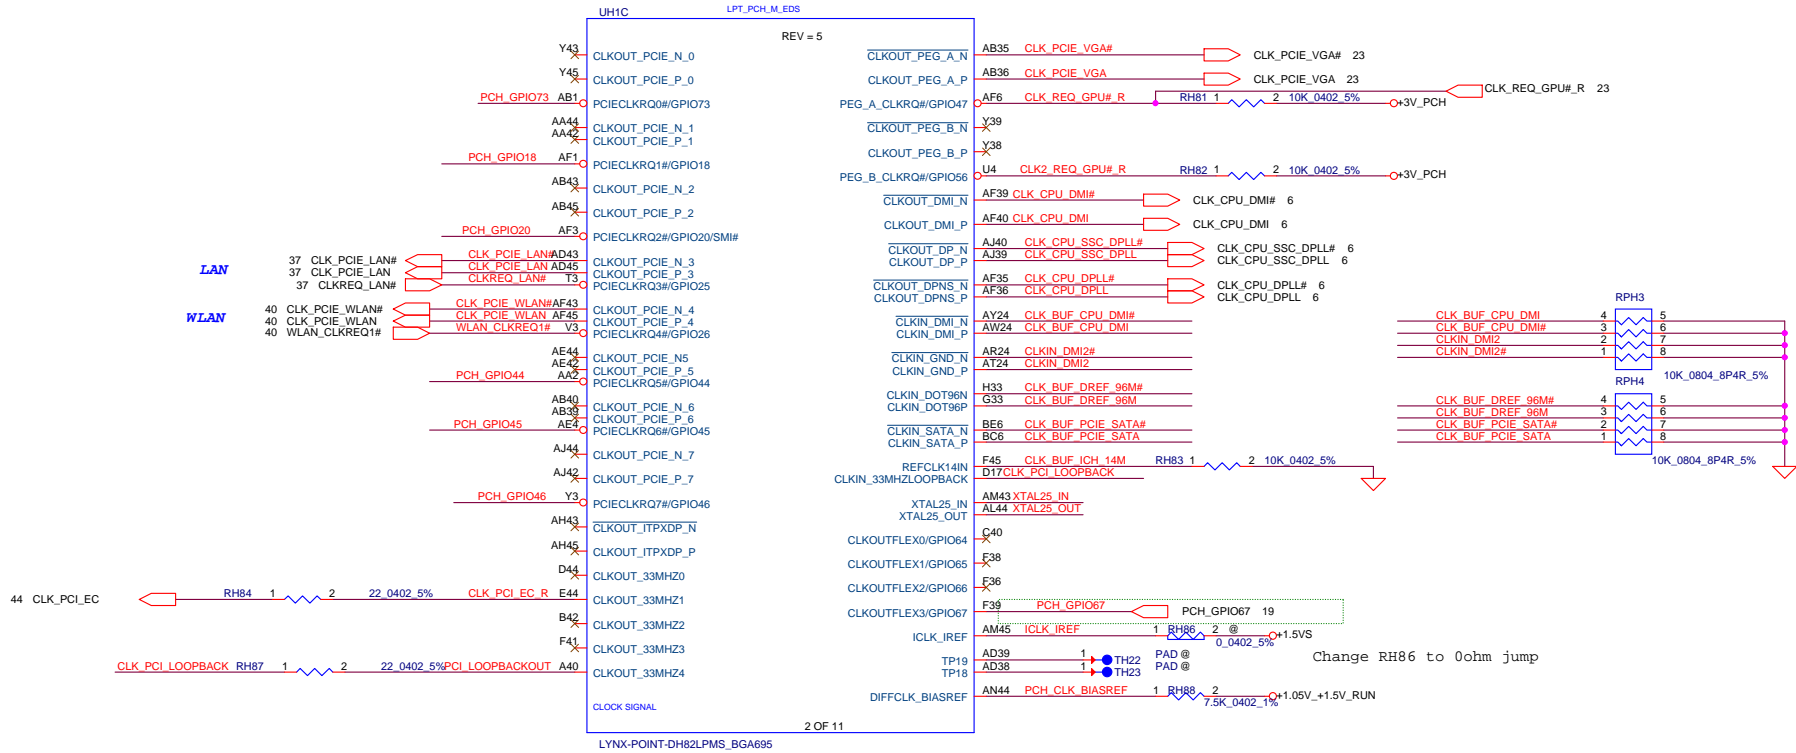 UH1C
LPT_PCH_M_EDS
REV = 5
Y43 CLKOUT_PCIE_N_0
Y45 CLKOUT_PCIE_P_0
PCH_GPIO73 AB1 PCIECLKRQ0#/GPIO73
AA44 CLKOUT_PCIE_N_1
AA42 CLKOUT_PCIE_P_1
PCH_GPIO18 AF1 PCIECLKRQ1#/GPIO18
AB43 CLKOUT_PCIE_N_2
AB45 CLKOUT_PCIE_P_2
PCH_GPIO20 AF3 PCIECLKRQ2#/GPIO20/SMI#
LAN
37 CLK_PCIE_LAN# CLK_PCIE_LAN# AD43 CLKOUT_PCIE_N_3
37 CLK_PCIE_LAN CLK_PCIE_LAN AD45 CLKOUT_PCIE_P_3
37 CLKREQ_LAN# CLKREQ_LAN# T3 PCIECLKRQ3#/GPIO25
WLAN
40 CLK_PCIE_WLAN# CLK_PCIE_WLAN# AF43 CLKOUT_PCIE_N_4
40 CLK_PCIE_WLAN CLK_PCIE_WLAN AF45 CLKOUT_PCIE_P_4
40 WLAN_CLKREQ1# WLAN_CLKREQ1# V3 PCIECLKRQ4#/GPIO26
AE44 CLKOUT_PCIE_N5
AE42 CLKOUT_PCIE_P_5
PCH_GPIO44 AA2 PCIECLKRQ5#/GPIO44
AB40 CLKOUT_PCIE_N_6
AB39 CLKOUT_PCIE_P_6
PCH_GPIO45 AE4 PCIECLKRQ6#/GPIO45
AJ44 CLKOUT_PCIE_N_7
AJ42 CLKOUT_PCIE_P_7
PCH_GPIO46 Y3 PCIECLKRQ7#/GPIO46
AH43 CLKOUT_ITPXDP_N
AH45 CLKOUT_ITPXDP_P
D44 CLKOUT_33MHZ0
44 CLK_PCI_EC RH84 1 2 22_0402_5% CLK_PCI_EC_R E44 CLKOUT_33MHZ1
B42 CLKOUT_33MHZ2
F41 CLKOUT_33MHZ3
CLK_PCI_LOOPBACK RH87 1 2 22_0402_5% PCI_LOOPBACKOUT A40 CLKOUT_33MHZ4
CLOCK SIGNAL
2 OF 11
LYNX-POINT-DH82LPMS_BGA695
CLKOUT_PEG_A_N AB35 CLK_PCIE_VGA# CLK_PCIE_VGA# 23
CLKOUT_PEG_A_P AB36 CLK_PCIE_VGA CLK_PCIE_VGA 23
CLK_REQ_GPU#_R 23
PEG_A_CLKRQ#/GPIO47 AF6 CLK_REQ_GPU#_R RH81 1 2 10K_0402_5% +3V_PCH
CLKOUT_PEG_B_N Y39
CLKOUT_PEG_B_P Y38
PEG_B_CLKRQ#/GPIO56 U4 CLK2_REQ_GPU#_R RH82 1 2 10K_0402_5% +3V_PCH
CLKOUT_DMI_N AF39 CLK_CPU_DMI# CLK_CPU_DMI# 6
CLKOUT_DMI_P AF40 CLK_CPU_DMI CLK_CPU_DMI 6
CLKOUT_DP_N AJ40 CLK_CPU_SSC_DPLL# CLK_CPU_SSC_DPLL# 6
CLKOUT_DP_P AJ39 CLK_CPU_SSC_DPLL CLK_CPU_SSC_DPLL 6
CLKOUT_DPNS_N AF35 CLK_CPU_DPLL# CLK_CPU_DPLL# 6
CLKOUT_DPNS_P AF36 CLK_CPU_DPLL CLK_CPU_DPLL 6
CLKIN_DMI_N AY24 CLK_BUF_CPU_DMI#
CLKIN_DMI_P AW24 CLK_BUF_CPU_DMI
CLKIN_GND_N AR24 CLKIN_DMI2#
CLKIN_GND_P AT24 CLKIN_DMI2
CLKIN_DOT96N H33 CLK_BUF_DREF_96M#
CLKIN_DOT96P G33 CLK_BUF_DREF_96M
CLKIN_SATA_N BE6 CLK_BUF_PCIE_SATA#
CLKIN_SATA_P BC6 CLK_BUF_PCIE_SATA
REFCLK14IN F45 CLK_BUF_ICH_14M RH83 1 2 10K_0402_5%
CLKIN_33MHZLOOPBACK D17 CLK_PCI_LOOPBACK
XTAL25_IN AM43 XTAL25_IN
XTAL25_OUT AL44 XTAL25_OUT
CLKOUTFLEX0/GPIO64 C40
CLKOUTFLEX1/GPIO65 F38
CLKOUTFLEX2/GPIO66 F36
CLKOUTFLEX3/GPIO67 F39 PCH_GPIO67 PCH_GPIO67 19
ICLK_IREF AM45 ICLK_IREF 1 RH86 2 @ 0_0402_5% +1.5VS
Change RH86 to 0ohm jump
TP19 AD39 1 TH22 PAD @
TP18 AD38 1 TH23 PAD @
DIFFCLK_BIASREF AN44 PCH_CLK_BIASREF 1 RH88 2 7.5K_0402_1% +1.05V_+1.5V_RUN
RPH3
CLK_BUF_CPU_DMI 4 5
CLK_BUF_CPU_DMI# 3 6
CLKIN_DMI2 2 7
CLKIN_DMI2# 1 8
10K_0804_8P4R_5%
RPH4
CLK_BUF_DREF_96M# 4 5
CLK_BUF_DREF_96M 3 6
CLK_BUF_PCIE_SATA# 2 7
CLK_BUF_PCIE_SATA 1 8
10K_0804_8P4R_5%